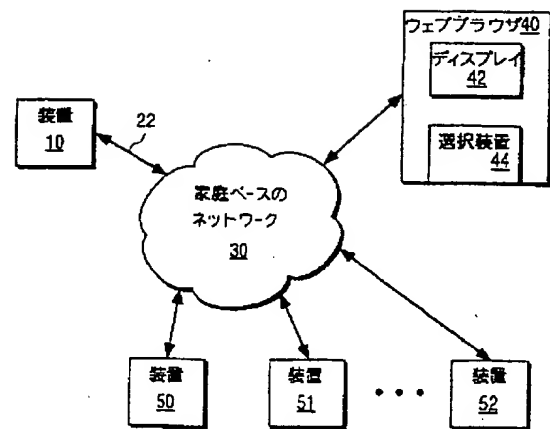 ウェブブラウザ40
ディスプレイ
42
選択装置
44
装置
10
22
家庭ベースの
ネットワーク
30
装置
50
装置
51
装置
52